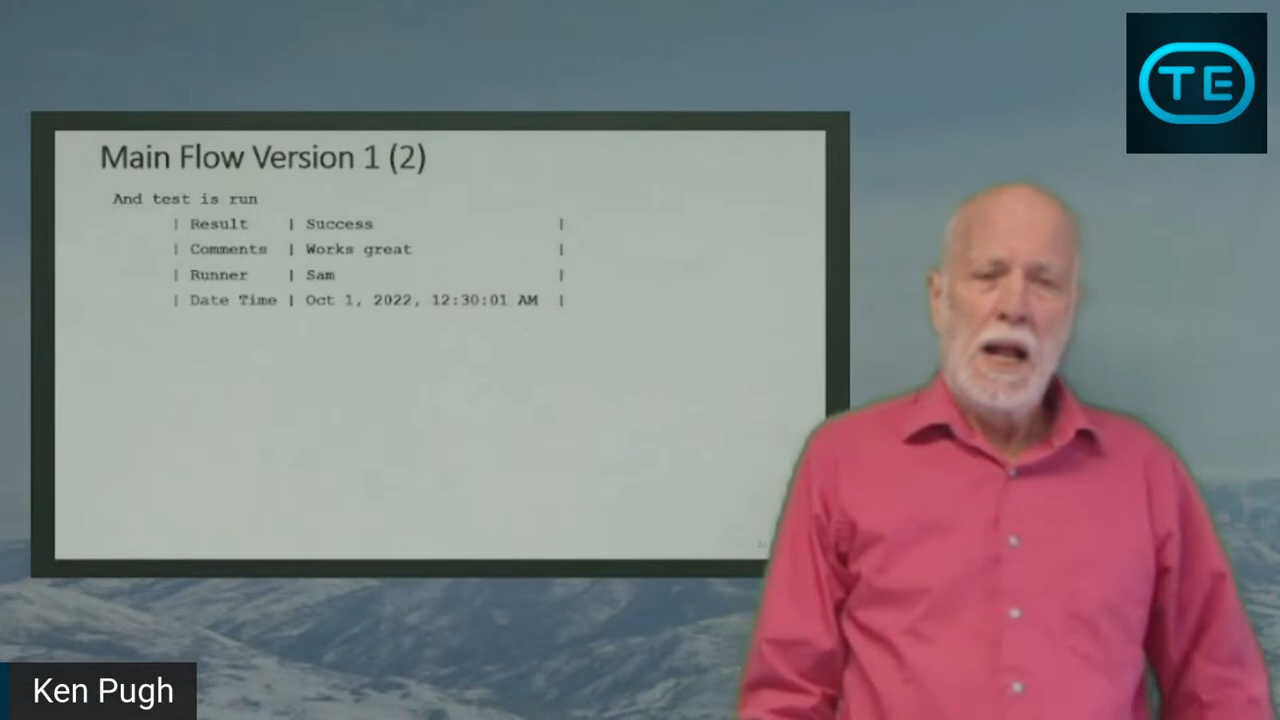 TE
Main Flow Version 1 (2)
And test is run
| Result | Success |
| Comments | Works great |
| Runner | Sam |
| Date Time | Oct 1, 2022, 12:30:01 AM |
Ken Pugh